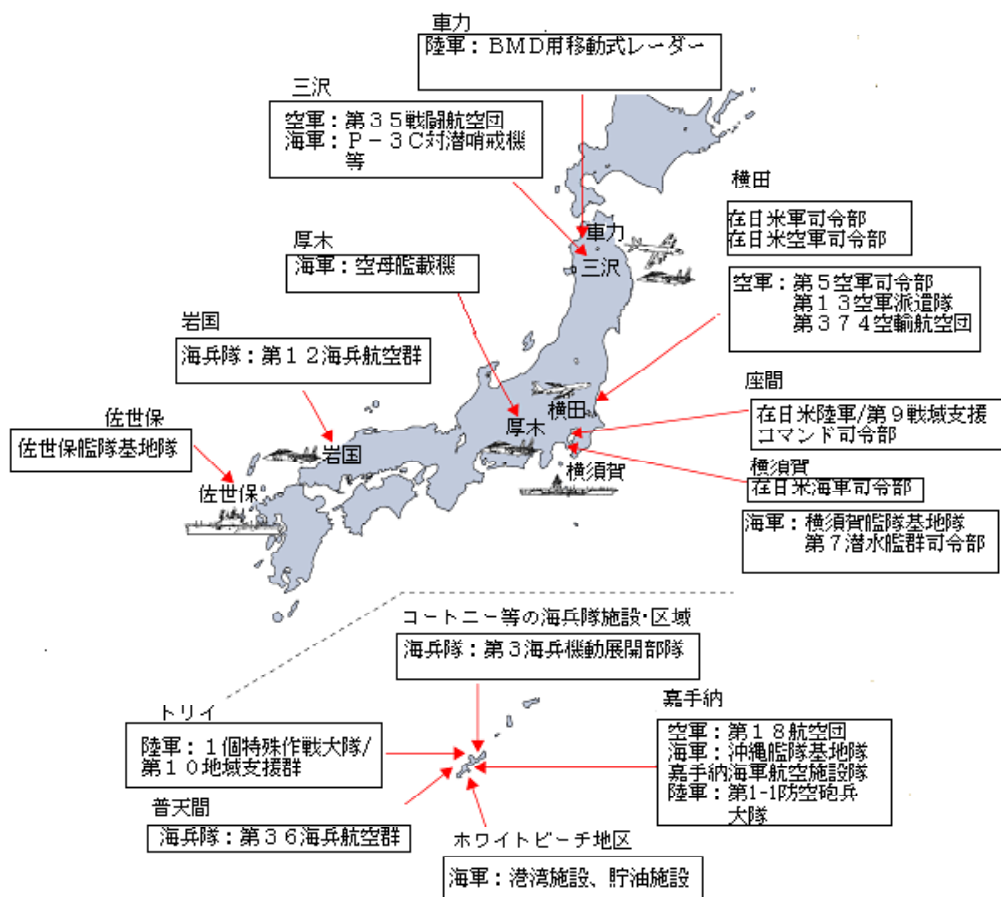 車力
陸軍：ＢＭＤ用移動式レーダー
三沢
空軍：第３５戦闘航空団
海軍：Ｐ－３Ｃ対潜哨戒機
等
横田
在日米軍司令部
在日米空軍司令部
車力
三沢
厚木
海軍：空母艦載機
空軍：第５空軍司令部
第１３空軍派遣隊
第３７４空輸航空団
岩国
海兵隊：第１２海兵航空群
座間
在日米陸軍/第９戦域支援
コマンド司令部
横田
厚木
佐世保
佐世保艦隊基地隊
岩国
横須賀
横須賀
在日米海軍司令部
佐世保
海軍：横須賀艦隊基地隊
第７潜水艦群司令部
コートニー等の海兵隊施設･区域
海兵隊：第３海兵機動展開部隊
トリイ
陸軍：１個特殊作戦大隊/
第１０地域支援群
嘉手納
空軍：第１８航空団
海軍：沖縄艦隊基地隊
嘉手納海軍航空施設隊
陸軍：第1-1防空砲兵
大隊
普天間
海兵隊：第３６海兵航空群
ホワイトビーチ地区
海軍：港湾施設、貯油施設